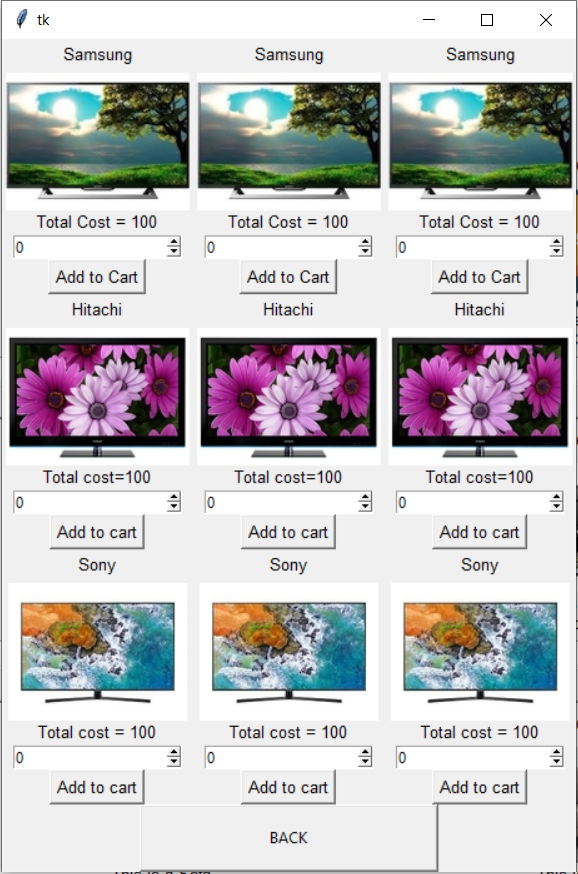 tk
Samsung Samsung Samsung
Total Cost = 100 Total Cost = 100 Total Cost = 100
0 0 0
Add to Cart Add to Cart Add to Cart
Hitachi Hitachi Hitachi
Total cost=100 Total cost=100 Total cost=100
0 0 0
Add to cart Add to cart Add to cart
Sony Sony Sony
Total cost = 100 Total cost = 100 Total cost = 100
0 0 0
Add to cart Add to cart Add to cart
BACK